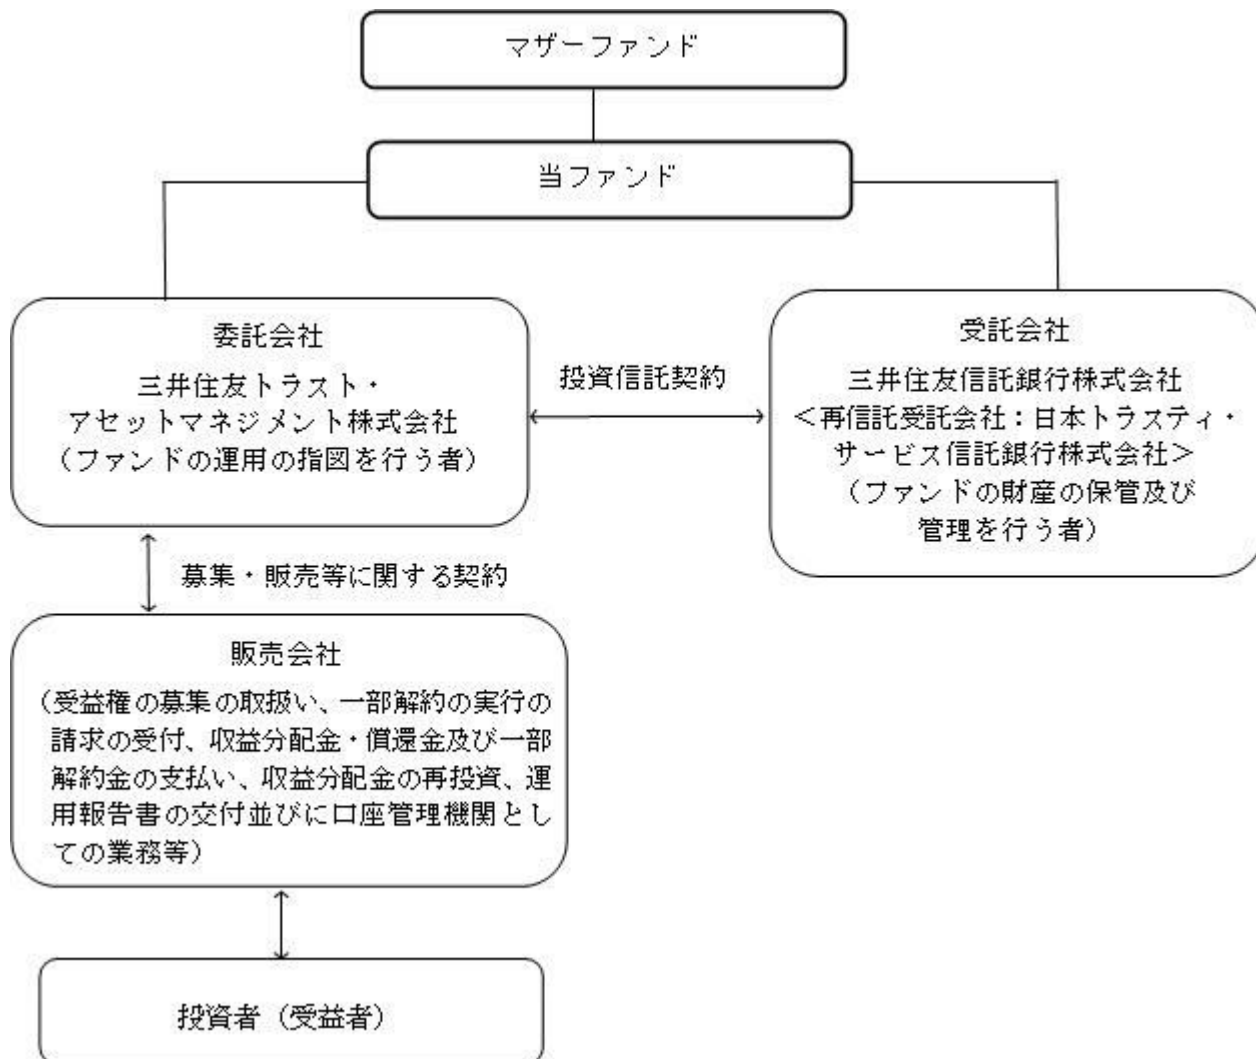 マザーファンド
当ファンド
委託会社
三井住友トラスト・
アセットマネジメント株式会社
（ファンドの運用の指図を行う者）
投資信託契約
受託会社
三井住友信託銀行株式会社
＜再信託受託会社：日本トラスティ・
サービス信託銀行株式会社＞
（ファンドの財産の保管及び
管理を行う者）
募集・販売等に関する契約
販売会社
（受益権の募集の取扱い、一部解約の実行の
請求の受付、収益分配金・償還金及び一部
解約金の支払い、収益分配金の再投資、運
用報告書の交付並びに口座管理機関とし
ての業務等）
投資者（受益者）